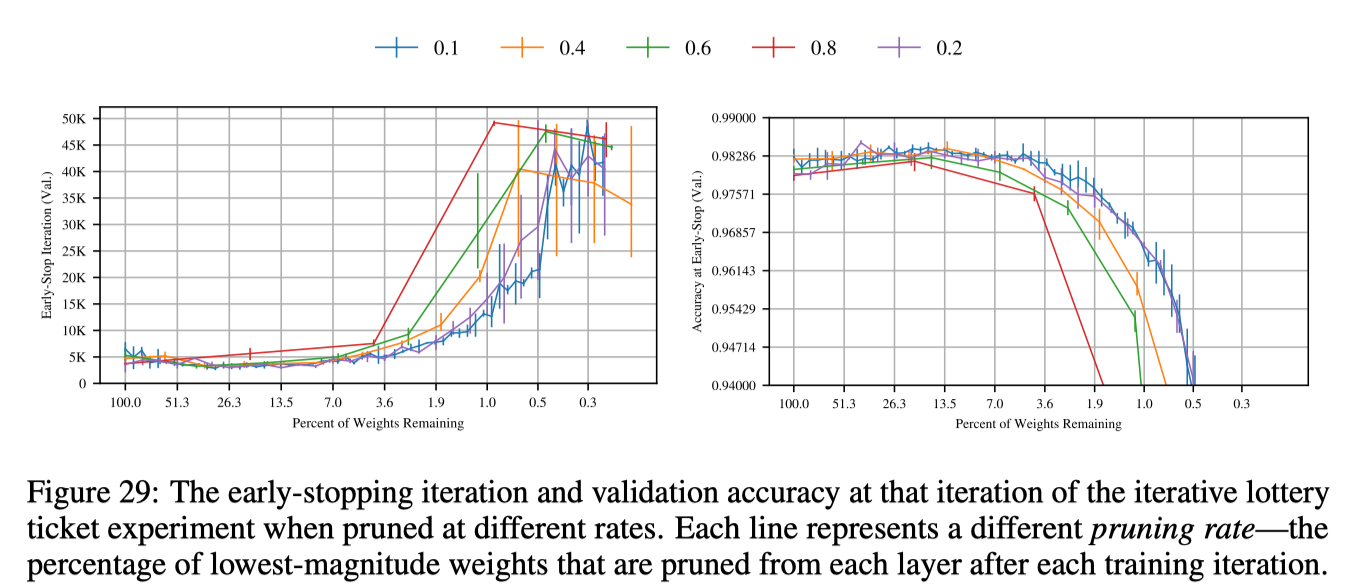 0.1 0.4 0.6 0.8 0.2
Early-Stop Iteration (Val.)
50K
45K
40K
35K
30K
25K
20K
15K
10K
5K
0
100.0 51.3 26.3 13.5 7.0 3.6 1.9 1.0 0.5 0.3
Percent of Weights Remaining
Accuracy at Early-Stop (Val.)
0.99000
0.98286
0.97571
0.96857
0.96143
0.95429
0.94714
0.94000
100.0 51.3 26.3 13.5 7.0 3.6 1.9 1.0 0.5 0.3
Percent of Weights Remaining
Figure 29: The early-stopping iteration and validation accuracy at that iteration of the iterative lottery
ticket experiment when pruned at different rates. Each line represents a different pruning rate—the
percentage of lowest-magnitude weights that are pruned from each layer after each training iteration.